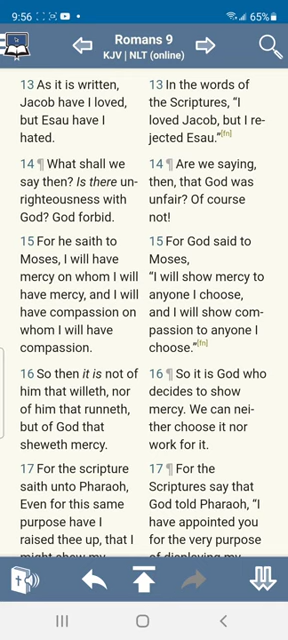 9:56
65%
Romans 9
KJV | NLT (online)
13 As it is written,
Jacob have I loved,
but Esau have I
hated.
14 ¶ What shall we
say then? Is there un-
righteousness with
God? God forbid.
15 For he saith to
Moses, I will have
mercy on whom I will
have mercy, and I will
have compassion on
whom I will have
compassion.
16 So then it is not of
him that willeth, nor
of him that runneth,
but of God that
sheweth mercy.
17 For the scripture
saith unto Pharaoh,
Even for this same
purpose have I
raised thee up, that I
might shew my
13 In the words of
the Scriptures, “I
loved Jacob, but I re-
jected Esau.”[fn]
14 ¶ Are we saying,
then, that God was
unfair? Of course
not!
15 For God said to
Moses,
“I will show mercy to
anyone I choose,
and I will show com-
passion to anyone I
choose.”[fn]
16 ¶ So it is God who
decides to show
mercy. We can nei-
ther choose it nor
work for it.
17 ¶ For the
Scriptures say that
God told Pharaoh, “I
have appointed you
for the very purpose
of displaying my